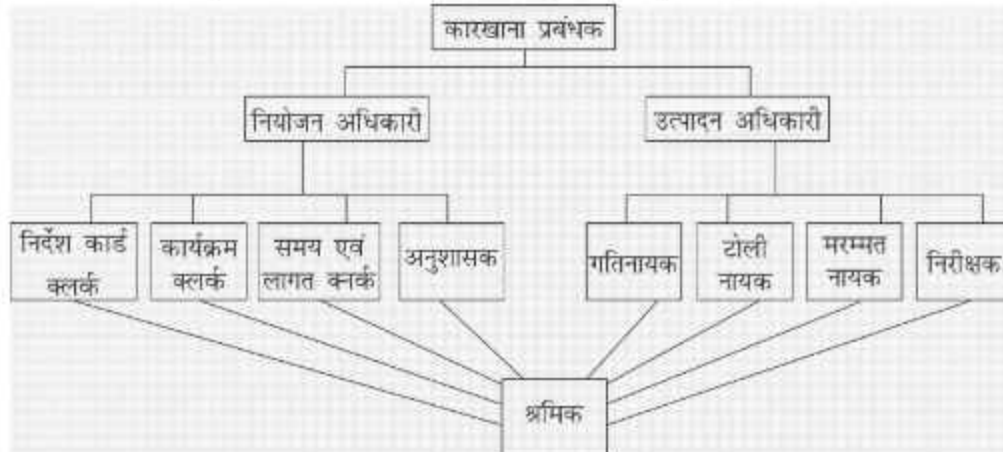 कारखाना प्रबंधक
नियोजन अधिकारी
उत्पादन अधिकारी
निर्देश कार्ड
क्लर्क
कार्यक्रम
क्लर्क
समय एवं
लागत क्नर्क
अनुशासक
गतिनायक
टोली
नायक
मरम्मत
नायक
निरीक्षक
श्रमिक